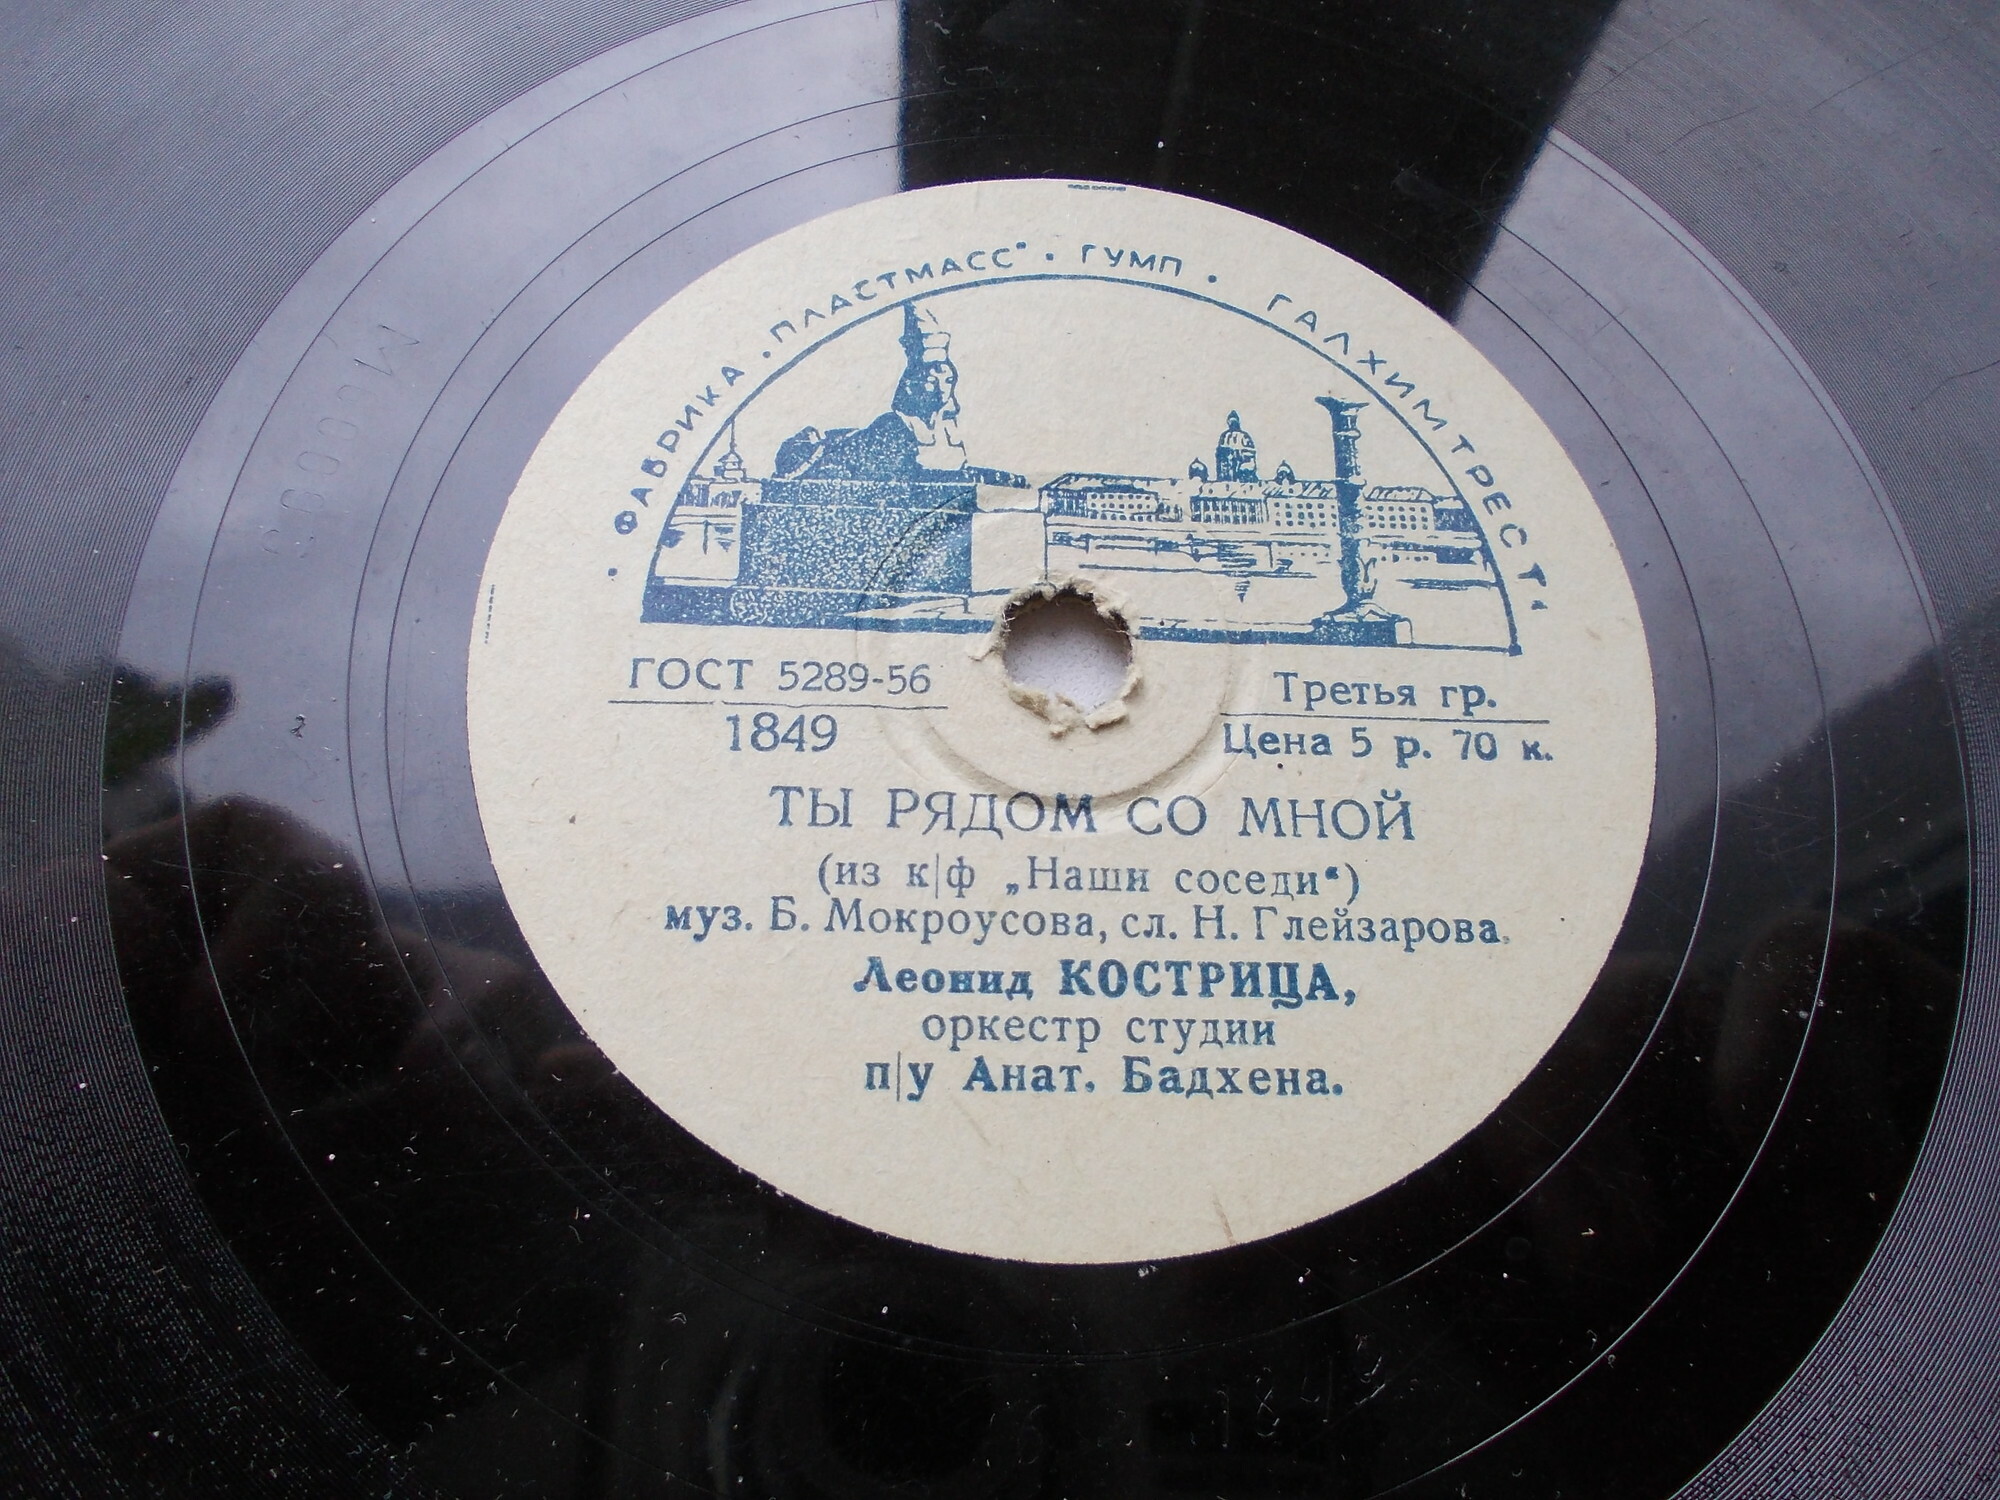 ФАБРИКА „ПЛАСТМАСС“ • ГУМП • ГАЛХИМТРЕСТ
ГОСТ 5289-56
1849
Третья гр.
Цена 5 р. 70 к.
ТЫ РЯДОМ СО МНОЙ
(из к|ф „Наши соседи“)
муз. Б. Мокроусова, сл. Н. Глейзарова.
Леонид КОСТРИЦА,
оркестр студии
п|у Анат. Бадхена.
1849